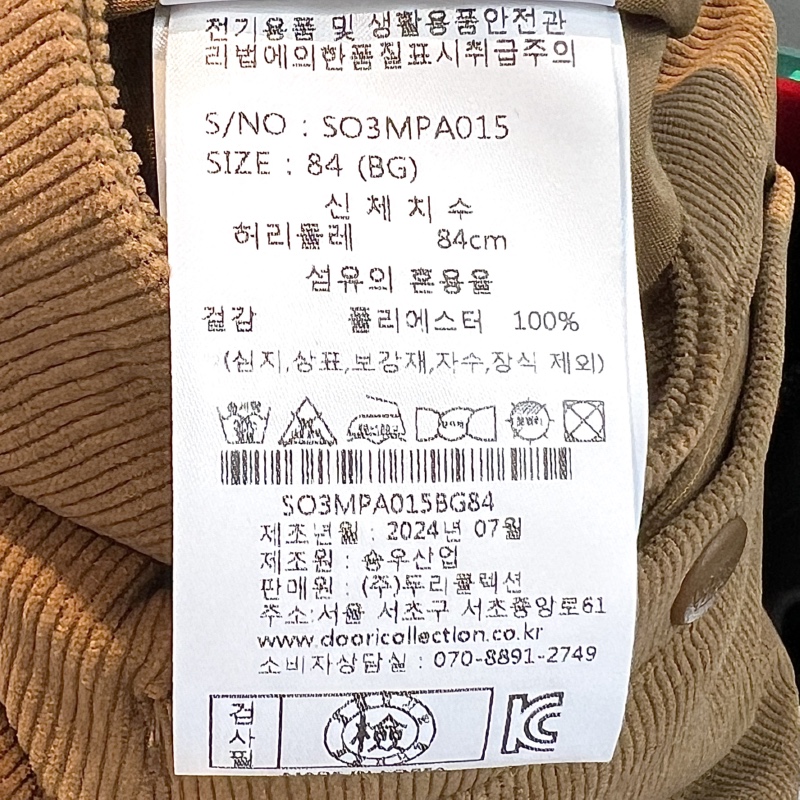 전기용품 및 생활용품안전관
리법에의한품질표시취급주의
S/NO : SO3MPA015
SIZE : 84 (BG)
신 체 치 수
허리둘레 84cm
섬유의 혼용율
겉감 폴리에스터 100%
(심지,상표,보강재,자수,장식 제외)
SO3MPA015BG84
제조년월 : 2024년 07월
제조원 : 승우산업
판매원 : (주)두리콜렉션
주소:서울 서초구 서초중앙로61
www.dooricollection.co.kr
소비자상담실 : 070-8891-2749
검사필
檢